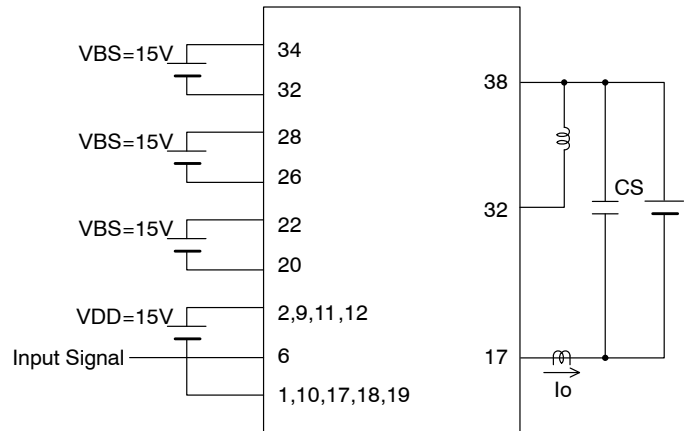 VBS=15V
34
32
VBS=15V
28
26
VBS=15V
22
20
VDD=15V
2,9,11,12
Input Signal
6
1,10,17,18,19
38
32
CS
17
Io